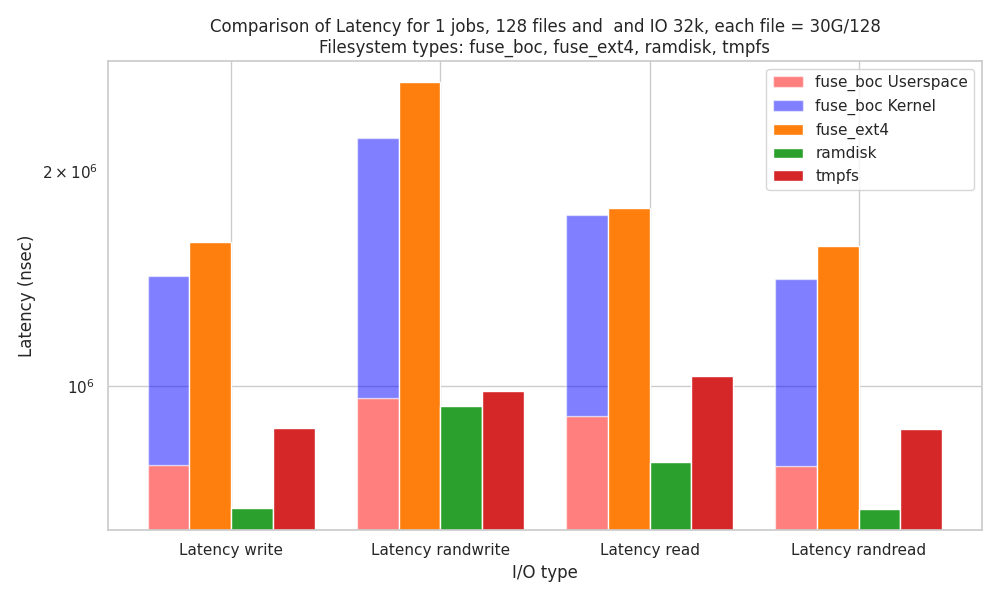 Comparison of Latency for 1 jobs, 128 files and  and IO 32k, each file = 30G/128
Filesystem types: fuse_boc, fuse_ext4, ramdisk, tmpfs
fuse_boc Userspace
fuse_boc Kernel
fuse_ext4
ramdisk
tmpfs
Latency (nsec)
2 × 10⁶
10⁶
Latency write
Latency randwrite
Latency read
Latency randread
I/O type